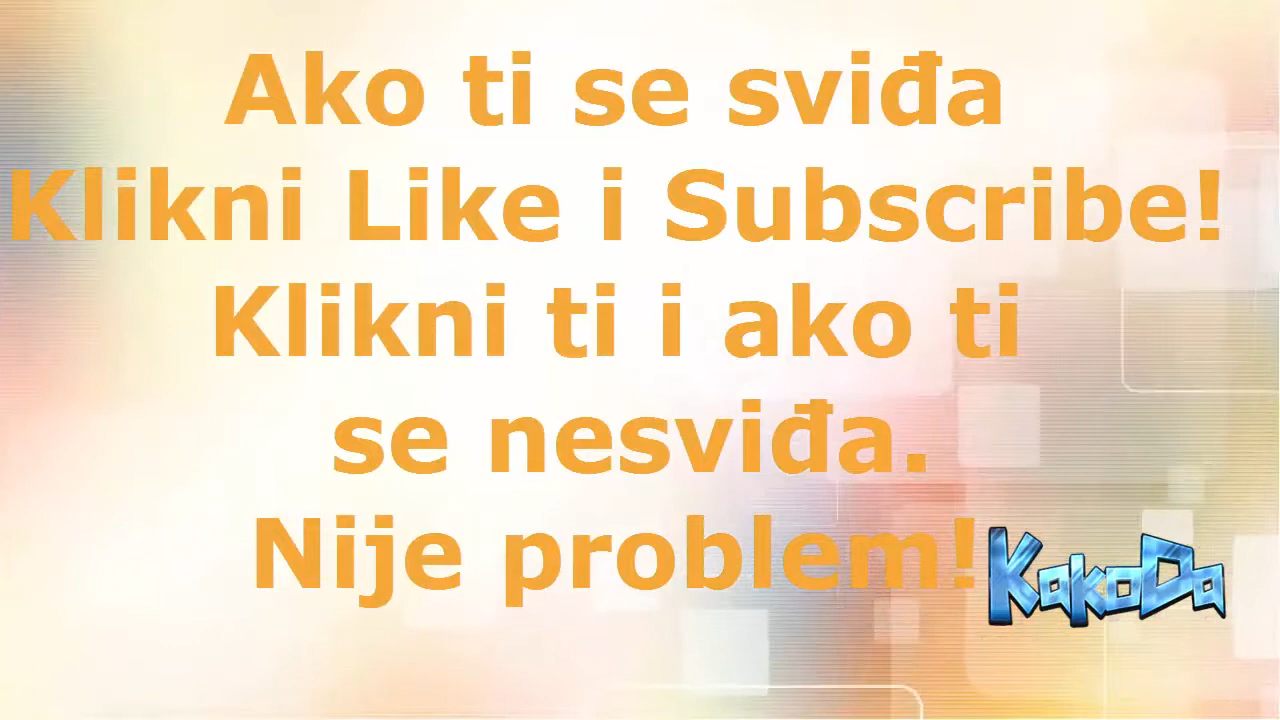 Ako ti se sviđa
Klikni Like i Subscribe!
Klikni ti i ako ti
se nesviđa.
Nije problem!
KakoDa